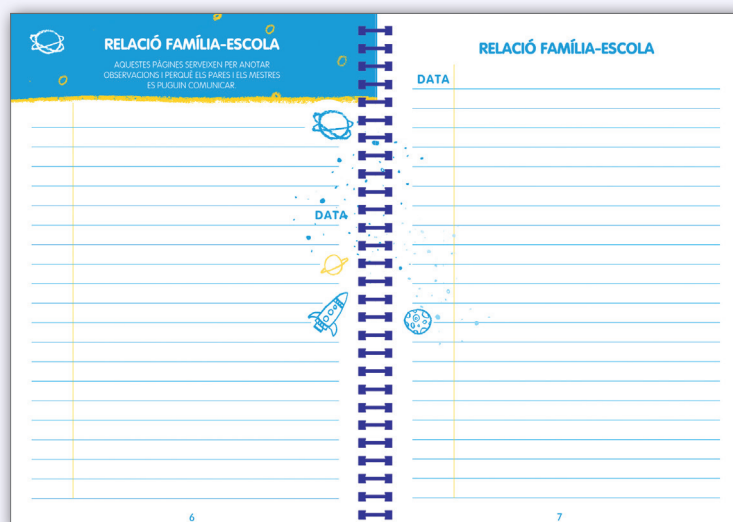 RELACIÓ FAMÍLIA-ESCOLA
AQUESTES PÀGINES SERVEIXEN PER ANOTAR
OBSERVACIONS I PERQUÈ ELS PARES I ELS MESTRES
ES PUGUIN COMUNICAR
DATA
6
RELACIÓ FAMÍLIA-ESCOLA
DATA
7